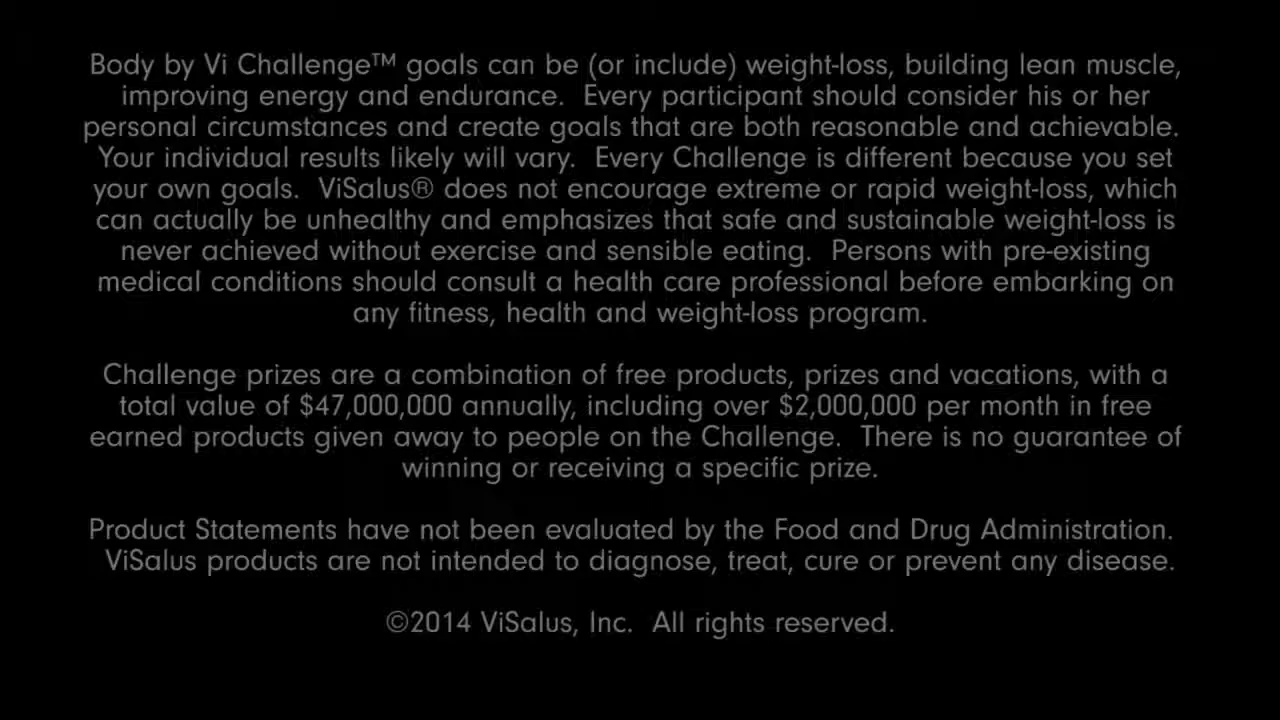 Body by Vi Challenge™ goals can be (or include) weight-loss, building lean muscle,
improving energy and endurance.  Every participant should consider his or her
personal circumstances and create goals that are both reasonable and achievable.
Your individual results likely will vary.  Every Challenge is different because you set
your own goals.  ViSalus® does not encourage extreme or rapid weight-loss, which
can actually be unhealthy and emphasizes that safe and sustainable weight-loss is
never achieved without exercise and sensible eating.  Persons with pre-existing
medical conditions should consult a health care professional before embarking on
any fitness, health and weight-loss program.
Challenge prizes are a combination of free products, prizes and vacations, with a
total value of $47,000,000 annually, including over $2,000,000 per month in free
earned products given away to people on the Challenge.  There is no guarantee of
winning or receiving a specific prize.
Product Statements have not been evaluated by the Food and Drug Administration.
ViSalus products are not intended to diagnose, treat, cure or prevent any disease.
©2014 ViSalus, Inc.  All rights reserved.